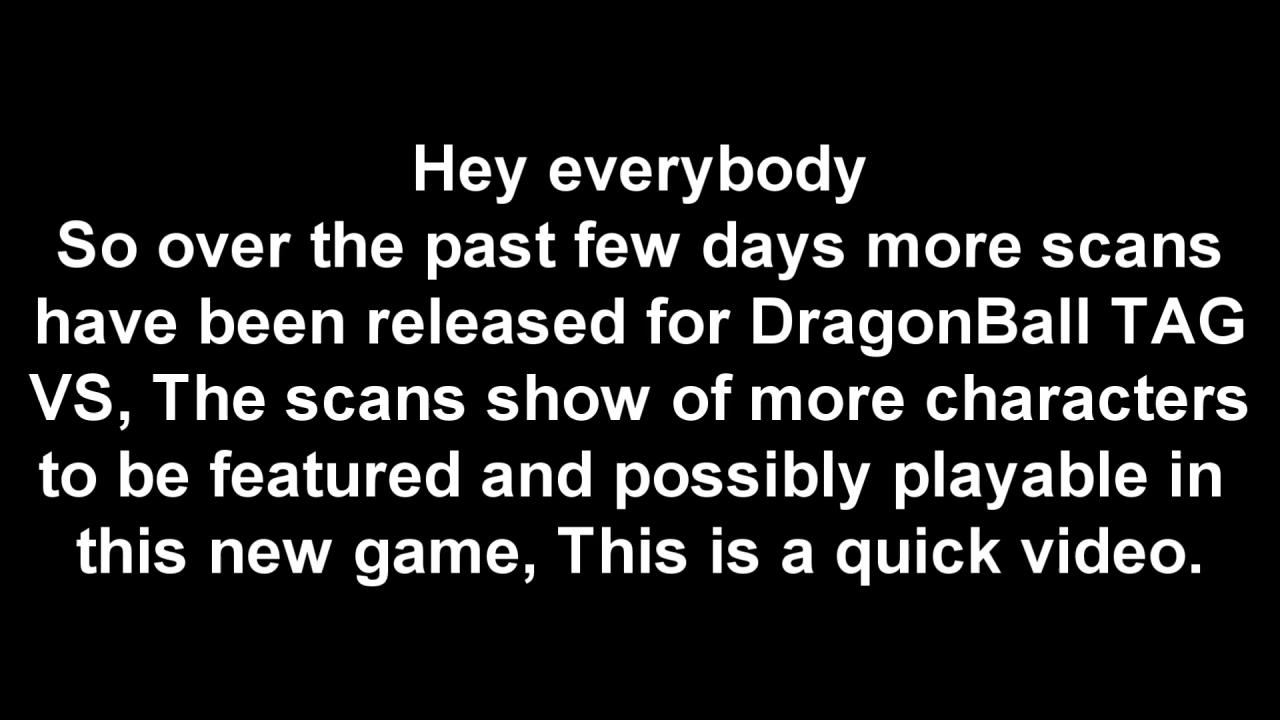 Hey everybody
So over the past few days more scans
have been released for DragonBall TAG
VS, The scans show of more characters
to be featured and possibly playable in
this new game, This is a quick video.